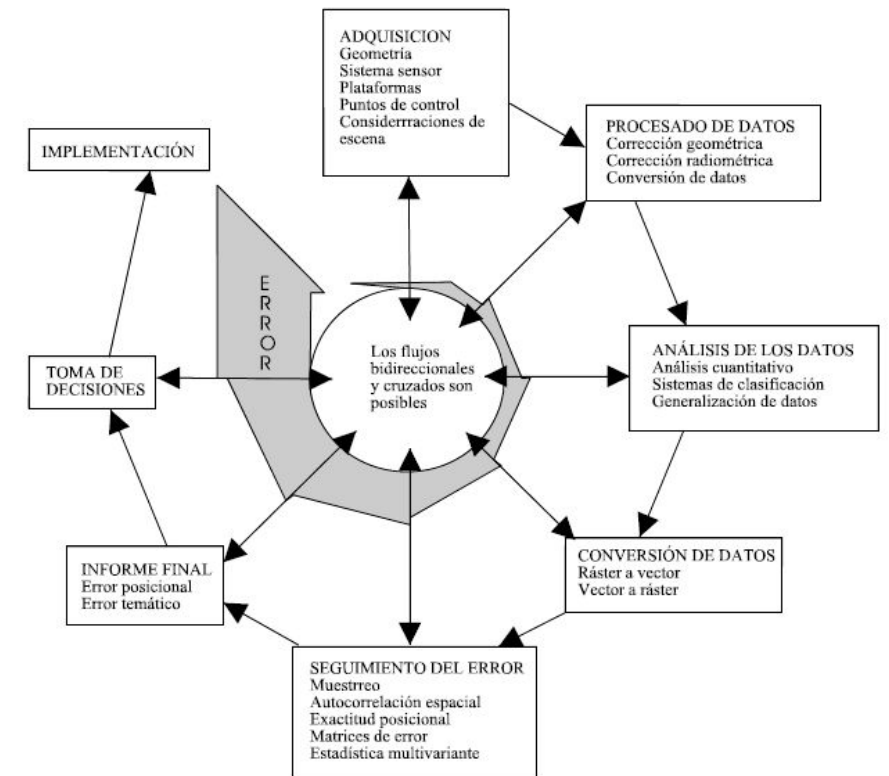 ADQUISICION
Geometría
Sistema sensor
Plataformas
Puntos de control
Considerrraciones de
escena
PROCESADO DE DATOS
Corrección geométrica
Corrección radiométrica
Conversión de datos
IMPLEMENTACIÓN
ERROR
Los flujos
bidireccionales
y cruzados son
posibles
ANÁLISIS DE LOS DATOS
Análisis cuantitativo
Sistemas de clasificación
Generalización de datos
TOMA DE
DECISIONES
CONVERSIÓN DE DATOS
Ráster a vector
Vector a ráster
INFORME FINAL
Error posicional
Error temático
SEGUIMIENTO DEL ERROR
Muestrreo
Autocorrelación espacial
Exactitud posicional
Matrices de error
Estadística multivariante